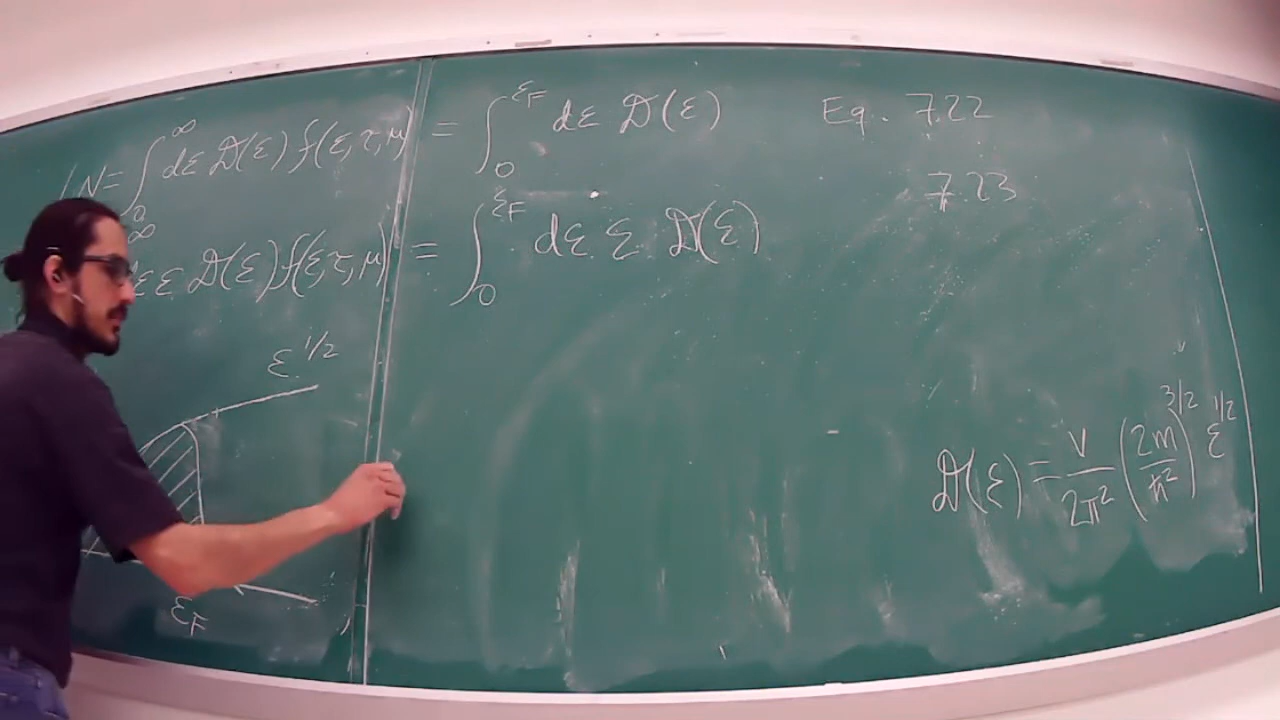 N = ∫₀^∞ dε 𝒟(ε) f(ε, τ, μ) = ∫₀^{ε_F} dε 𝒟(ε) Eq. 7.22
7.23
∞ dε ε 𝒟(ε) f(ε, τ, μ) = ∫₀^{ε_F} dε ε 𝒟(ε)
ε^{1/2}
𝒟(ε) = V/2π² (2m/ħ²)^{3/2} ε^{1/2}
ε_F